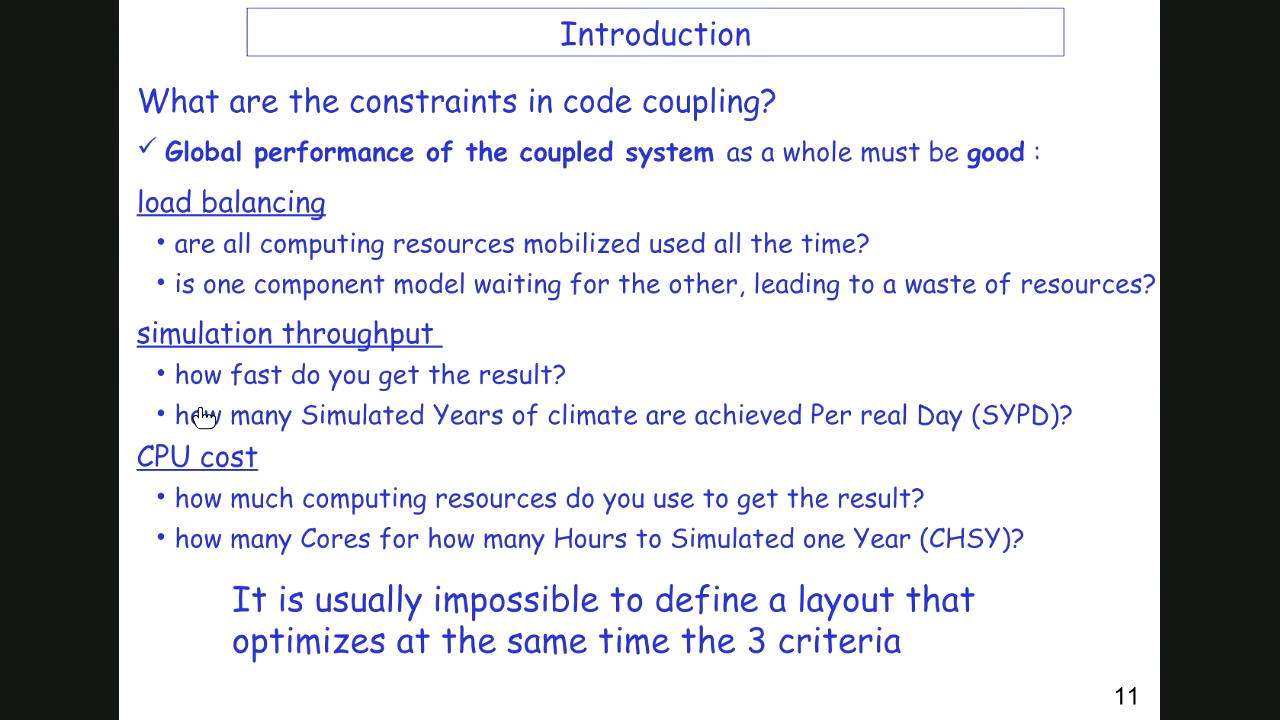 Introduction
What are the constraints in code coupling?
✓ Global performance of the coupled system as a whole must be good :
load balancing
• are all computing resources mobilized used all the time?
• is one component model waiting for the other, leading to a waste of resources?
simulation throughput
• how fast do you get the result?
• how many Simulated Years of climate are achieved Per real Day (SYPD)?
CPU cost
• how much computing resources do you use to get the result?
• how many Cores for how many Hours to Simulated one Year (CHSY)?
It is usually impossible to define a layout that
optimizes at the same time the 3 criteria
11